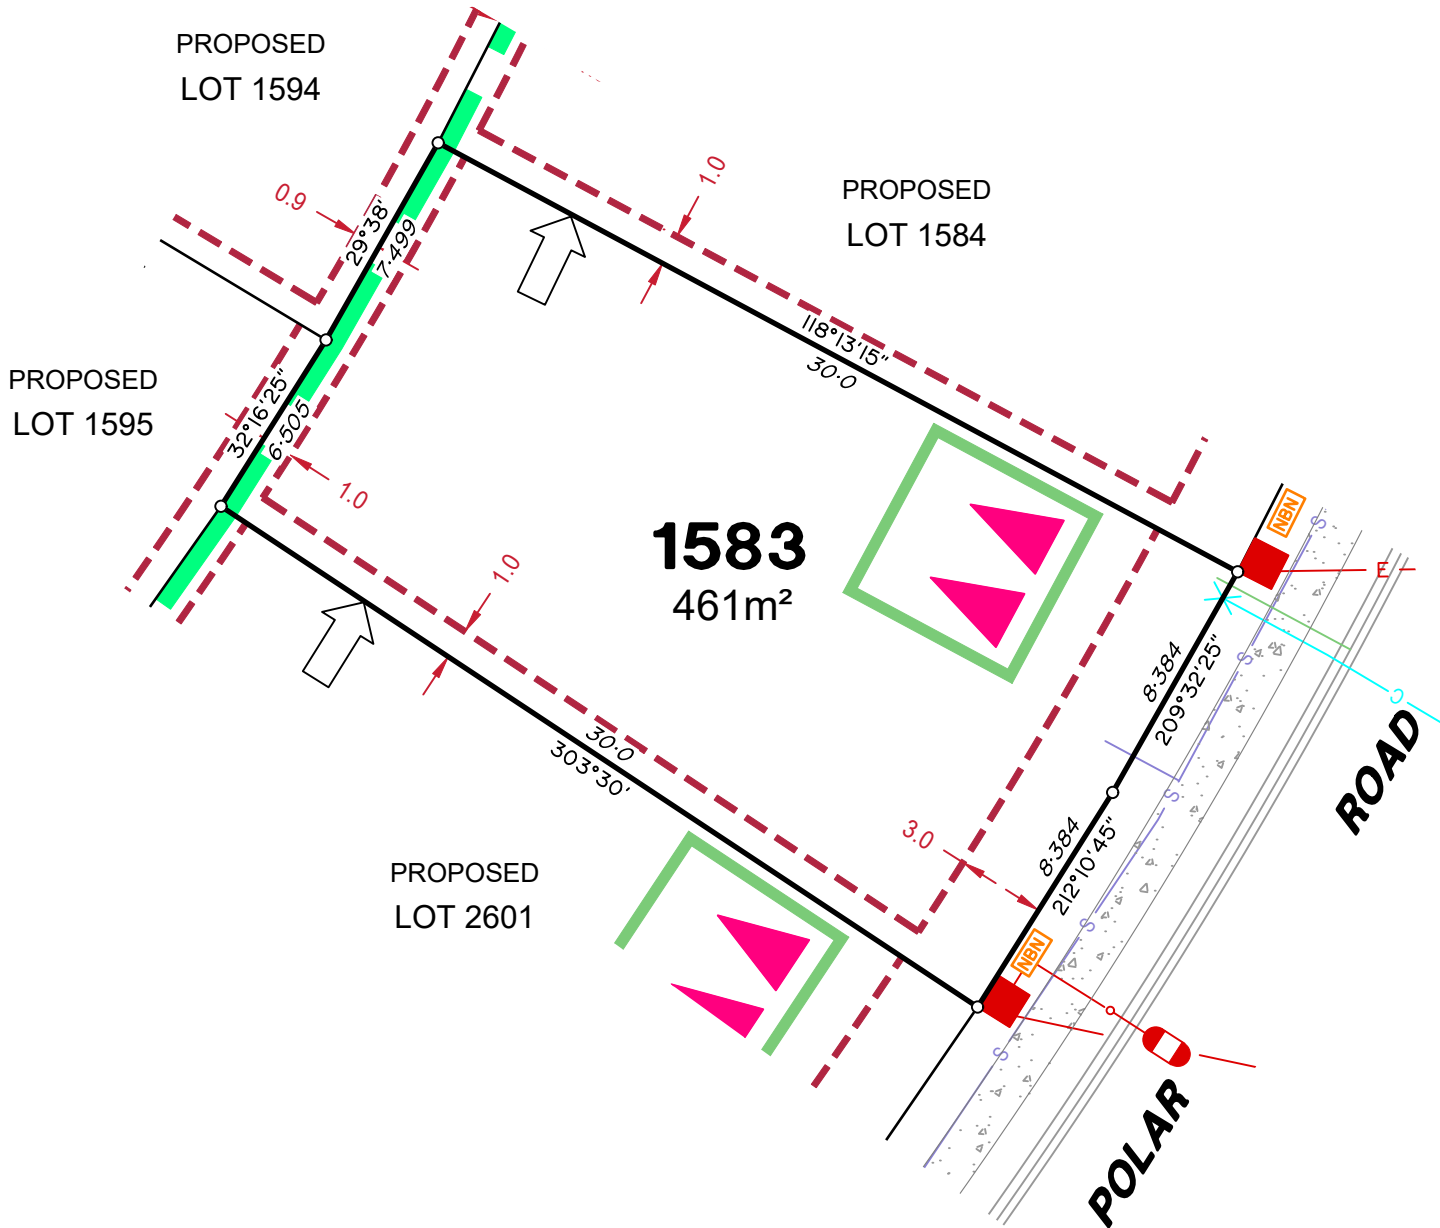 PROPOSED
LOT 1594
PROPOSED
LOT 1584
PROPOSED
LOT 1595
0.9
1.0
29°38'
7·499
118°13'15"
30·0
32°16'25"
6·505
1.0
1.0
1583
461m²
NBN
S
E
8·384
209°32'25"
S
C
ROAD
30·0
303°30'
S
3.0
8·384
212°10'45"
PROPOSED
LOT 2601
S
NBN
S
POLAR